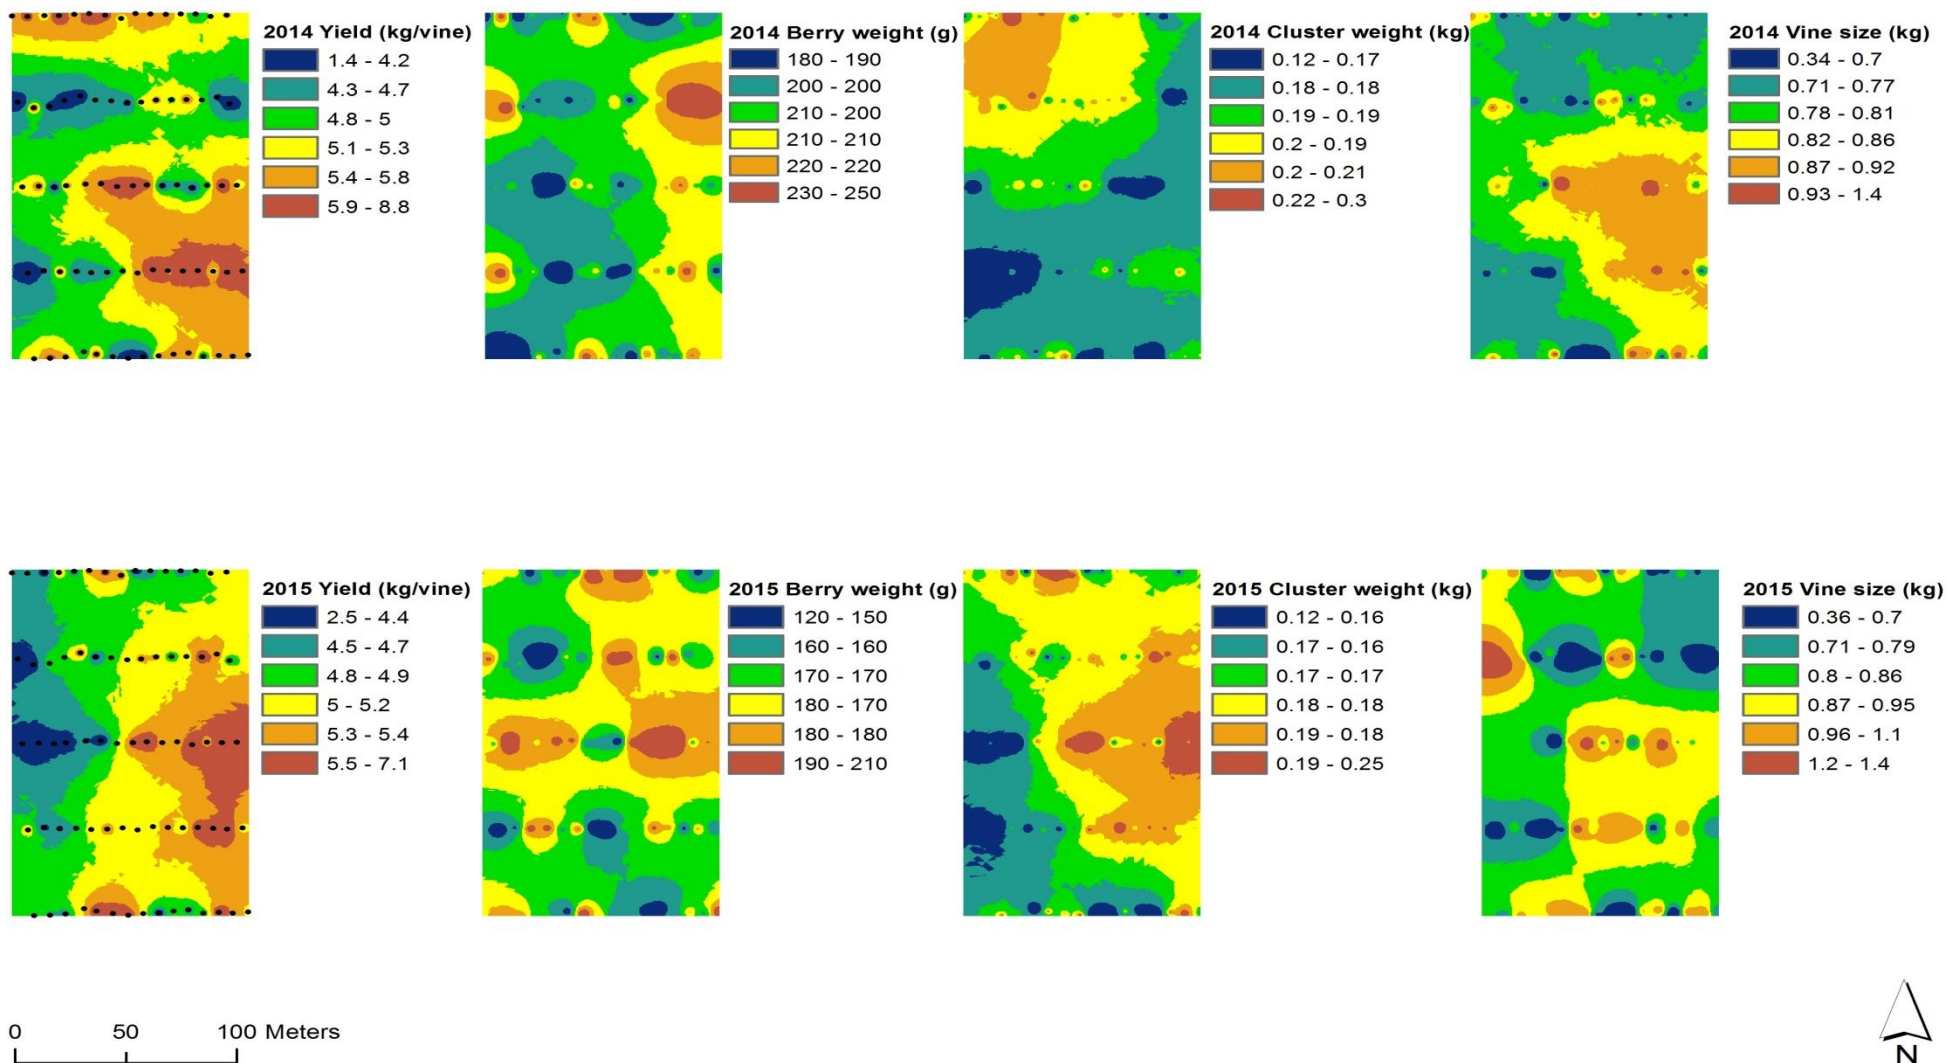 2014 Yield (kg/vine)
1.4 - 4.2
4.3 - 4.7
4.8 - 5
5.1 - 5.3
5.4 - 5.8
5.9 - 8.8
2014 Berry weight (g)
180 - 190
200 - 200
210 - 200
210 - 210
220 - 220
230 - 250
2014 Cluster weight (kg)
0.12 - 0.17
0.18 - 0.18
0.19 - 0.19
0.2 - 0.19
0.2 - 0.21
0.22 - 0.3
2014 Vine size (kg)
0.34 - 0.7
0.71 - 0.77
0.78 - 0.81
0.82 - 0.86
0.87 - 0.92
0.93 - 1.4
2015 Yield (kg/vine)
2.5 - 4.4
4.5 - 4.7
4.8 - 4.9
5 - 5.2
5.3 - 5.4
5.5 - 7.1
2015 Berry weight (g)
120 - 150
160 - 160
170 - 170
180 - 170
180 - 180
190 - 210
2015 Cluster weight (kg)
0.12 - 0.16
0.17 - 0.16
0.17 - 0.17
0.18 - 0.18
0.19 - 0.18
0.19 - 0.25
2015 Vine size (kg)
0.36 - 0.7
0.71 - 0.79
0.8 - 0.86
0.87 - 0.95
0.96 - 1.1
1.2 - 1.4
0 50 100 Meters
N